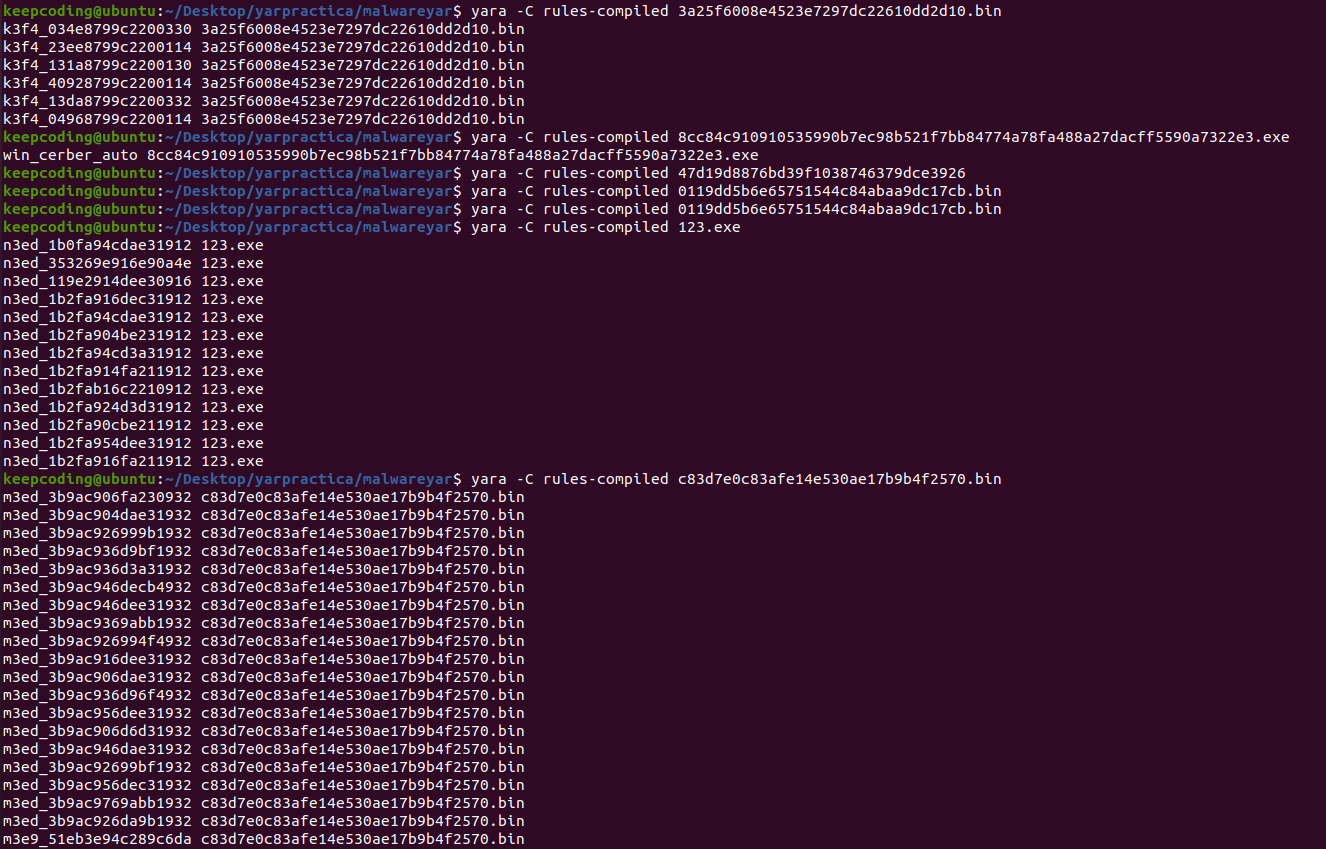 keepcoding@ubuntu:~/Desktop/yarpractica/malwareyar$ yara -C rules-compiled 3a25f6008e4523e7297dc22610dd2d10.bin
k3f4_034e8799c2200330 3a25f6008e4523e7297dc22610dd2d10.bin
k3f4_23ee8799c2200114 3a25f6008e4523e7297dc22610dd2d10.bin
k3f4_131a8799c2200130 3a25f6008e4523e7297dc22610dd2d10.bin
k3f4_40928799c2200114 3a25f6008e4523e7297dc22610dd2d10.bin
k3f4_13da8799c2200332 3a25f6008e4523e7297dc22610dd2d10.bin
k3f4_04968799c2200114 3a25f6008e4523e7297dc22610dd2d10.bin
keepcoding@ubuntu:~/Desktop/yarpractica/malwareyar$ yara -C rules-compiled 8cc84c910910535990b7ec98b521f7bb84774a78fa488a27dacff5590a7322e3.exe
win_cerber_auto 8cc84c910910535990b7ec98b521f7bb84774a78fa488a27dacff5590a7322e3.exe
keepcoding@ubuntu:~/Desktop/yarpractica/malwareyar$ yara -C rules-compiled 47d19d8876bd39f1038746379dce3926
keepcoding@ubuntu:~/Desktop/yarpractica/malwareyar$ yara -C rules-compiled 0119dd5b6e65751544c84abaa9dc17cb.bin
keepcoding@ubuntu:~/Desktop/yarpractica/malwareyar$ yara -C rules-compiled 0119dd5b6e65751544c84abaa9dc17cb.bin
keepcoding@ubuntu:~/Desktop/yarpractica/malwareyar$ yara -C rules-compiled 123.exe
n3ed_1b0fa94cdae31912 123.exe
n3ed_353269e916e90a4e 123.exe
n3ed_119e2914dee30916 123.exe
n3ed_1b2fa916dec31912 123.exe
n3ed_1b2fa94cdae31912 123.exe
n3ed_1b2fa904be231912 123.exe
n3ed_1b2fa94cd3a31912 123.exe
n3ed_1b2fa914fa211912 123.exe
n3ed_1b2fab16c2210912 123.exe
n3ed_1b2fa924d3d31912 123.exe
n3ed_1b2fa90cbe211912 123.exe
n3ed_1b2fa954dee31912 123.exe
n3ed_1b2fa916fa211912 123.exe
keepcoding@ubuntu:~/Desktop/yarpractica/malwareyar$ yara -C rules-compiled c83d7e0c83afe14e530ae17b9b4f2570.bin
m3ed_3b9ac906fa230932 c83d7e0c83afe14e530ae17b9b4f2570.bin
m3ed_3b9ac904dae31932 c83d7e0c83afe14e530ae17b9b4f2570.bin
m3ed_3b9ac926999b1932 c83d7e0c83afe14e530ae17b9b4f2570.bin
m3ed_3b9ac936d9bf1932 c83d7e0c83afe14e530ae17b9b4f2570.bin
m3ed_3b9ac936d3a31932 c83d7e0c83afe14e530ae17b9b4f2570.bin
m3ed_3b9ac946decb4932 c83d7e0c83afe14e530ae17b9b4f2570.bin
m3ed_3b9ac946dee31932 c83d7e0c83afe14e530ae17b9b4f2570.bin
m3ed_3b9ac9369abb1932 c83d7e0c83afe14e530ae17b9b4f2570.bin
m3ed_3b9ac926994f4932 c83d7e0c83afe14e530ae17b9b4f2570.bin
m3ed_3b9ac916dee31932 c83d7e0c83afe14e530ae17b9b4f2570.bin
m3ed_3b9ac906dae31932 c83d7e0c83afe14e530ae17b9b4f2570.bin
m3ed_3b9ac936d96f4932 c83d7e0c83afe14e530ae17b9b4f2570.bin
m3ed_3b9ac956dee31932 c83d7e0c83afe14e530ae17b9b4f2570.bin
m3ed_3b9ac906d6d31932 c83d7e0c83afe14e530ae17b9b4f2570.bin
m3ed_3b9ac946dae31932 c83d7e0c83afe14e530ae17b9b4f2570.bin
m3ed_3b9ac92699bf1932 c83d7e0c83afe14e530ae17b9b4f2570.bin
m3ed_3b9ac956dec31932 c83d7e0c83afe14e530ae17b9b4f2570.bin
m3ed_3b9ac9769abb1932 c83d7e0c83afe14e530ae17b9b4f2570.bin
m3ed_3b9ac926da9b1932 c83d7e0c83afe14e530ae17b9b4f2570.bin
m3e9_51eb3e94c289c6da c83d7e0c83afe14e530ae17b9b4f2570.bin